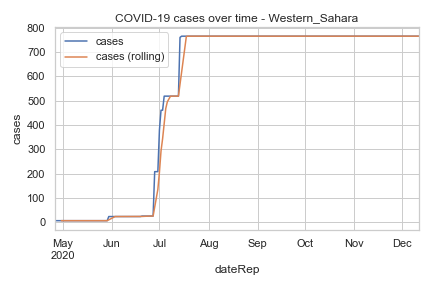 COVID-19 cases over time - Western_Sahara
cases
cases (rolling)
800
700
600
500
400
300
200
100
0
cases
May Jun Jul Aug Sep Oct Nov Dec
2020
dateRep